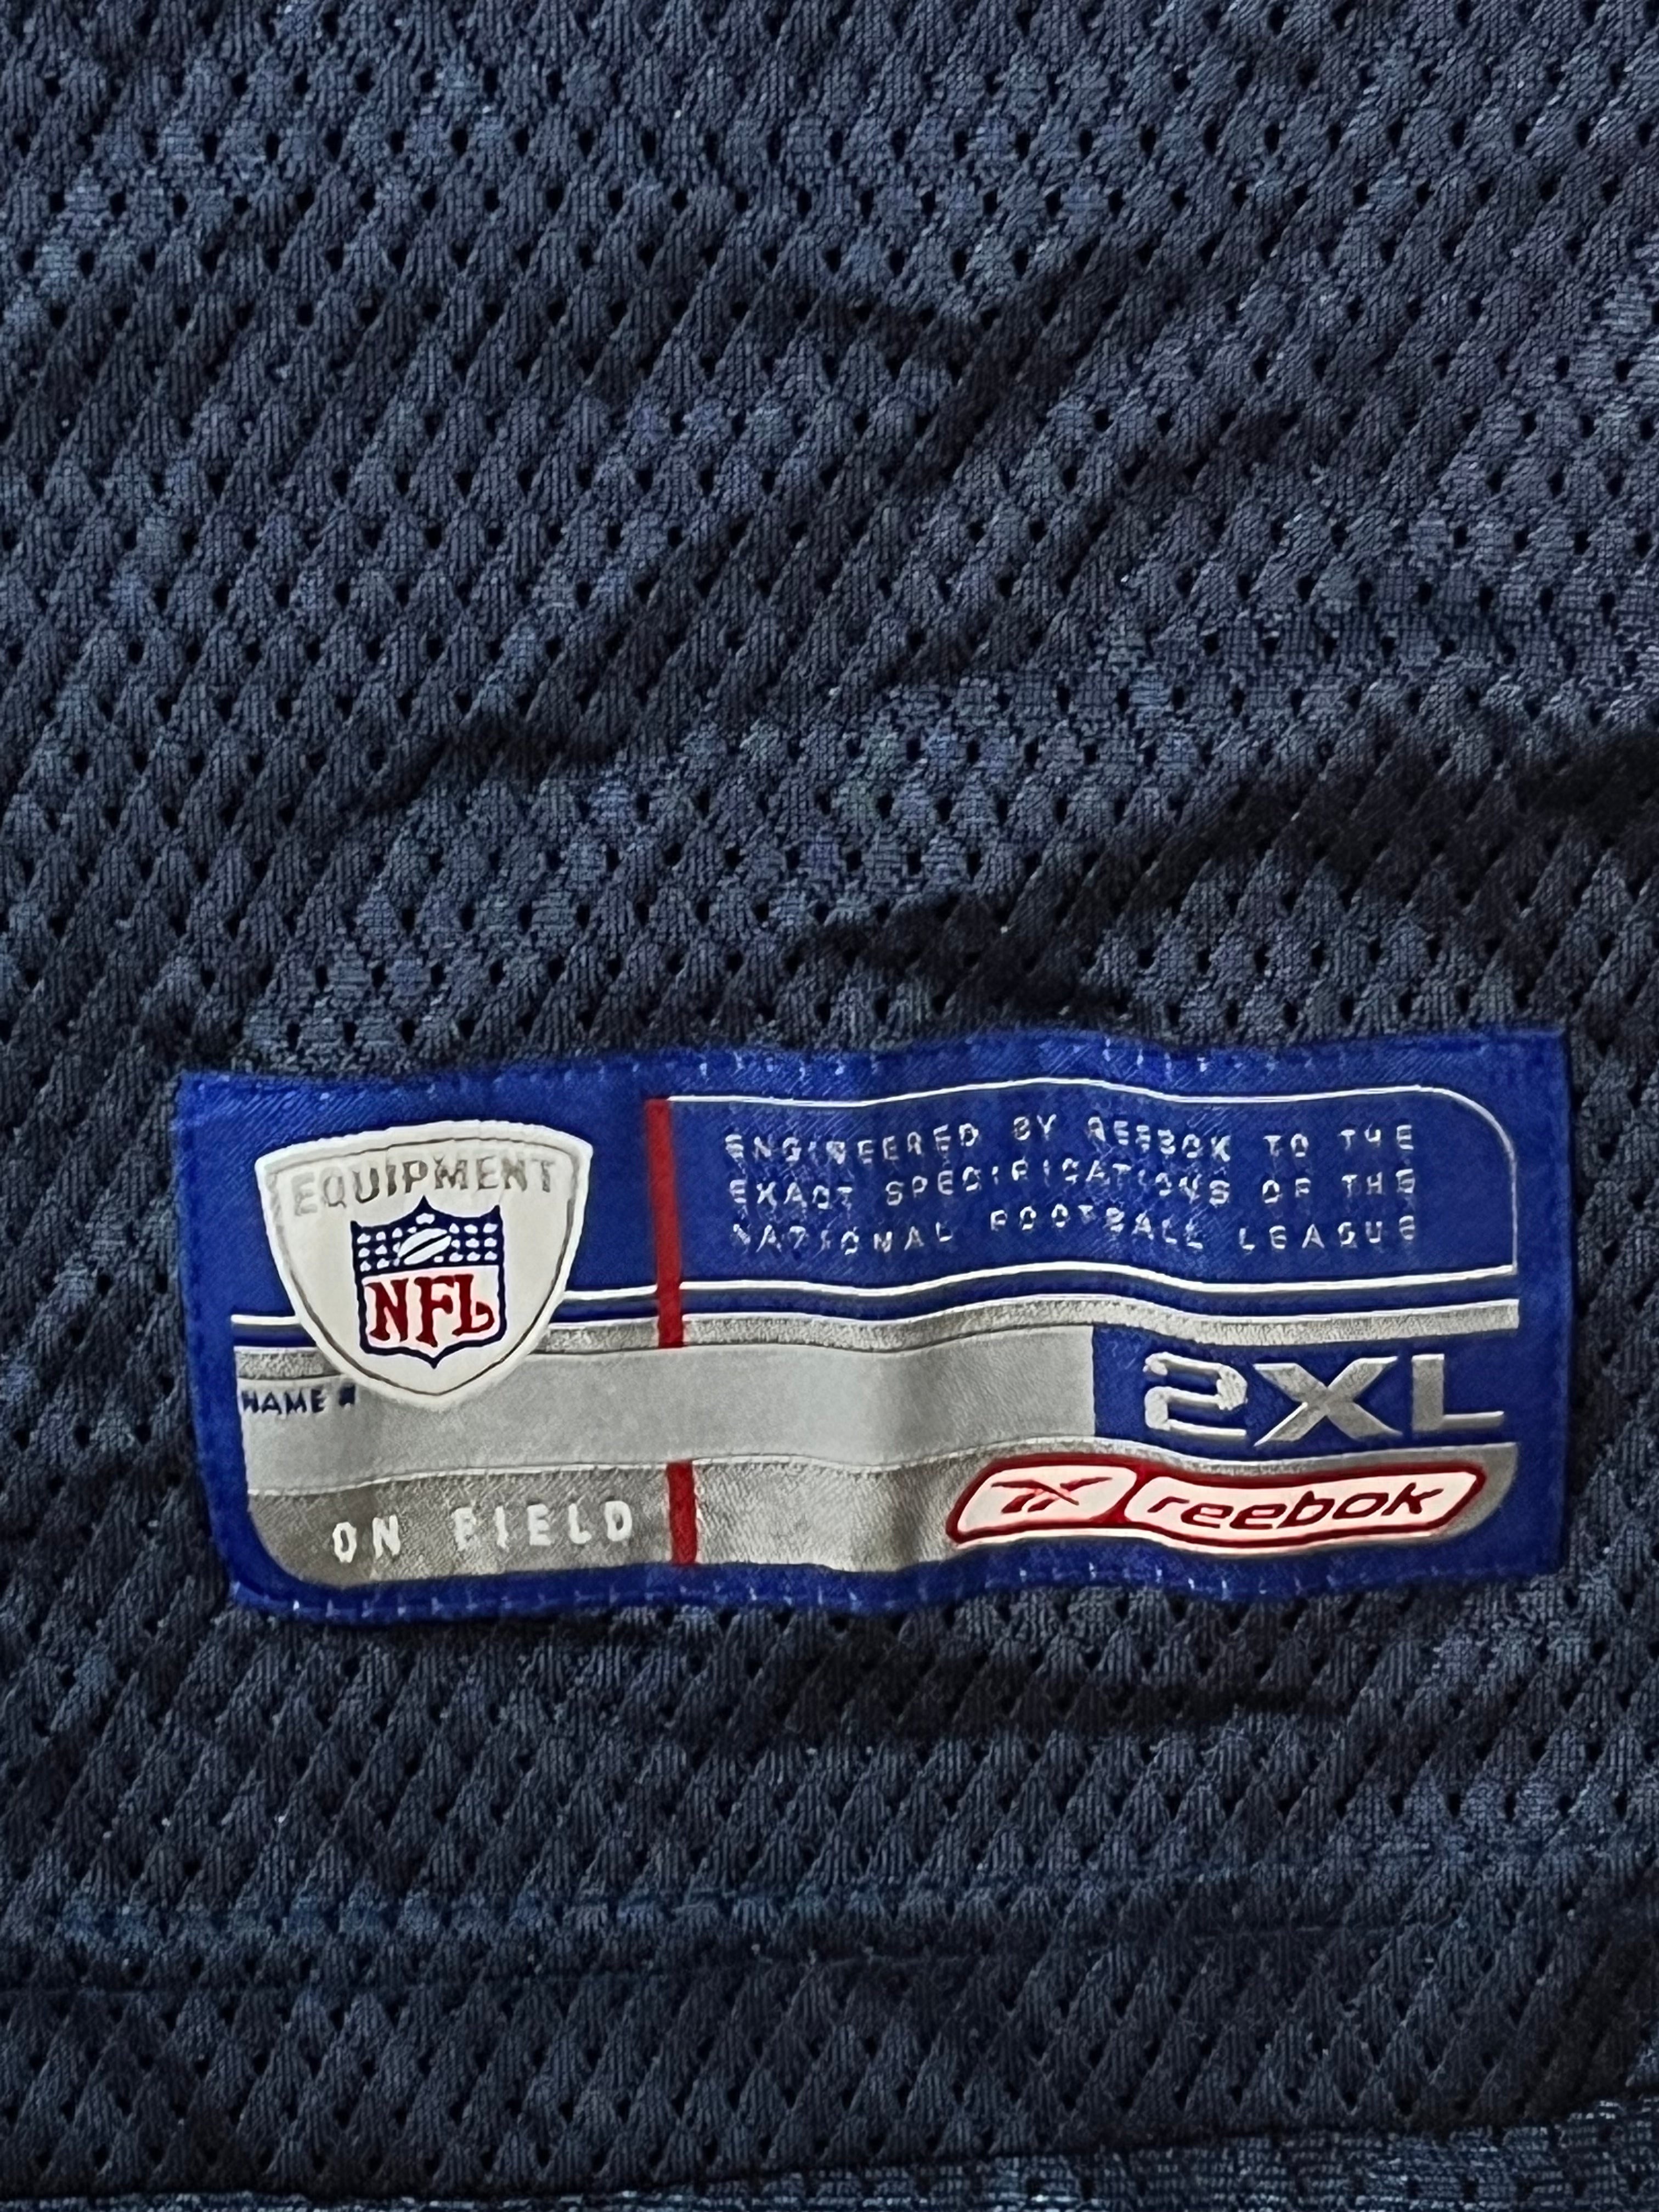 EQUIPMENT
NFL
ENGINEERED BY REEBOK TO THE
EXACT SPECIFICATIONS OF THE
NATIONAL FOOTBALL LEAGUE
NAME #
2XL
ON FIELD
reebok